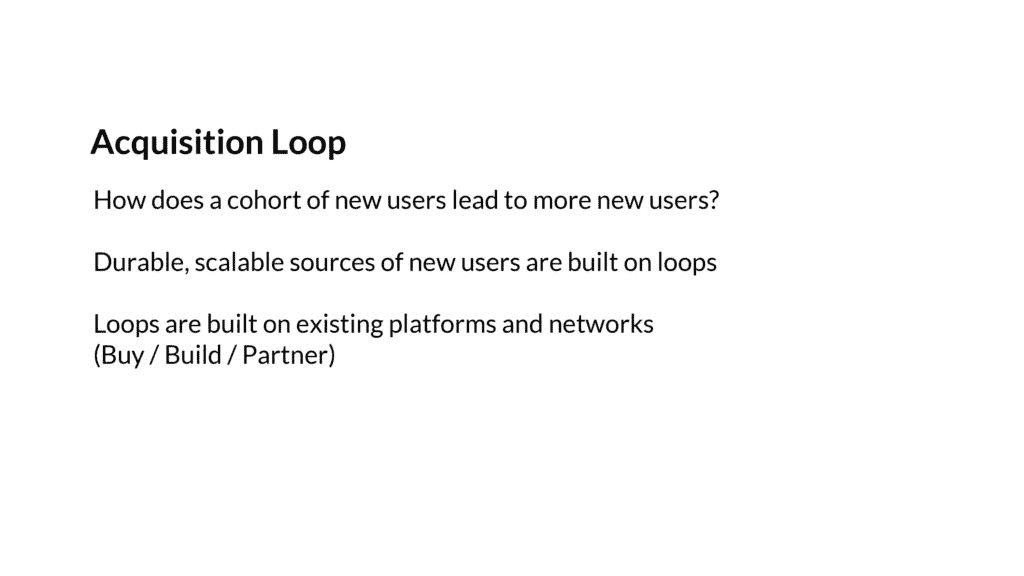 Acquisition Loop
How does a cohort of new users lead to more new users?
Durable, scalable sources of new users are built on loops
Loops are built on existing platforms and networks
(Buy / Build / Partner)